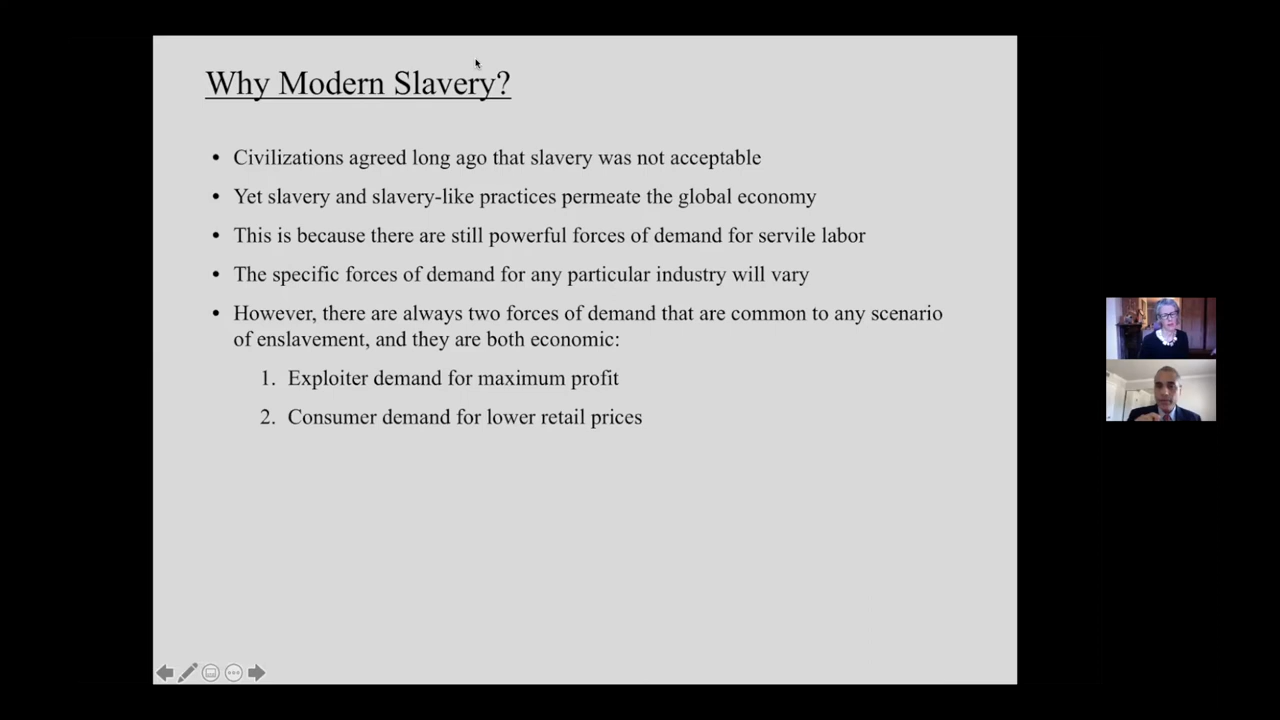 Why Modern Slavery?
• Civilizations agreed long ago that slavery was not acceptable
• Yet slavery and slavery-like practices permeate the global economy
• This is because there are still powerful forces of demand for servile labor
• The specific forces of demand for any particular industry will vary
• However, there are always two forces of demand that are common to any scenario
of enslavement, and they are both economic:
1. Exploiter demand for maximum profit
2. Consumer demand for lower retail prices